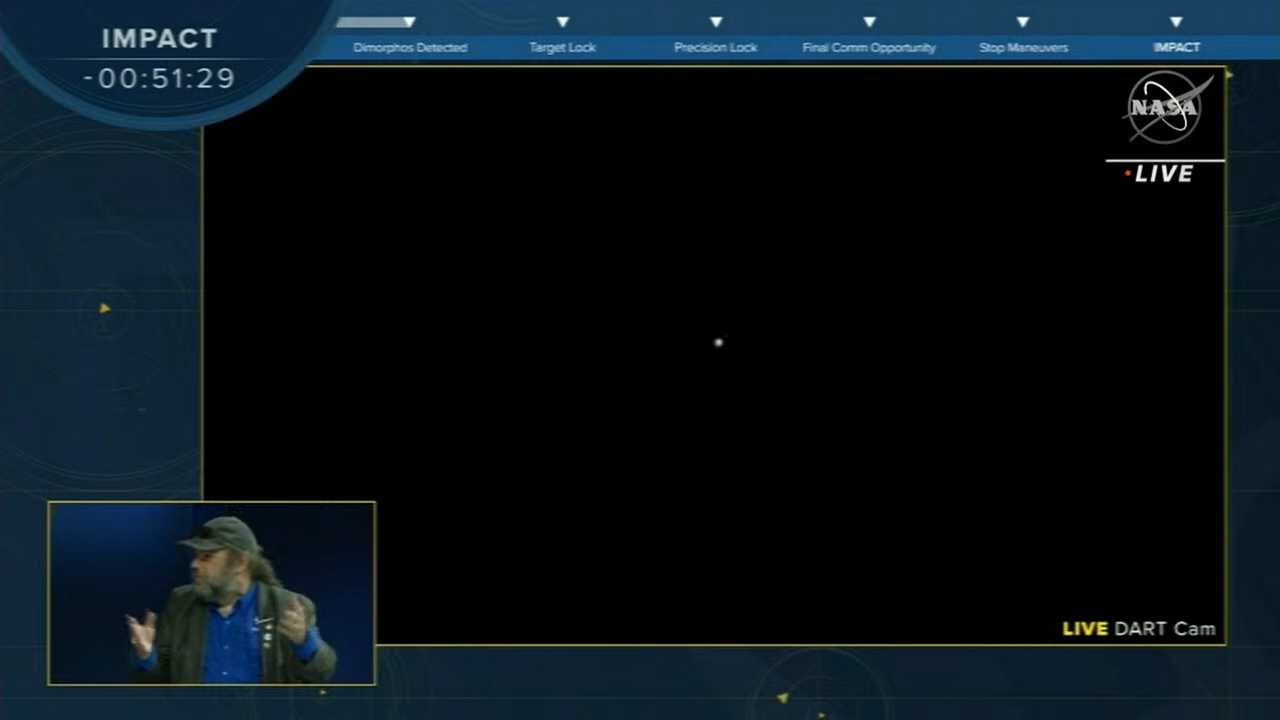 IMPACT
-00:51:29
Dimorphos Detected
Target Lock
Precision Lock
Final Comm Opportunity
Stop Maneuvers
IMPACT
NASA
LIVE
LIVE DART Cam